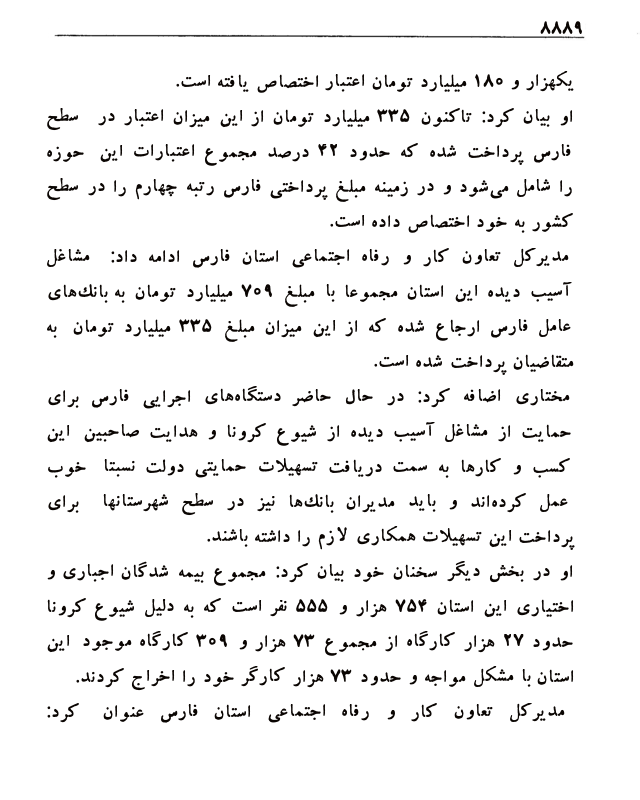 ۸۸۸۹
یکهزار و ۱۸۰ میلیارد تومان اعتبار اختصاص یافته است.
او بیان کرد: تاکنون ۳۳۵ میلیارد تومان از این میزان اعتبار در سطح
فارس پرداخت شده که حدود ۴۲ درصد مجموع اعتبارات این حوزه
را شامل می‌شود و در زمینه مبلغ پرداختی فارس رتبه چهارم را در سطح
کشور به خود اختصاص داده است.
مدیرکل تعاون کار و رفاه اجتماعی استان فارس ادامه داد: مشاغل
آسیب دیده این استان مجموعا با مبلغ ۷۰۹ میلیارد تومان به بانك‌های
عامل فارس ارجاع شده که از این میزان مبلغ ۳۳۵ میلیارد تومان به
متقاضیان پرداخت شده است.
مختاری اضافه کرد: در حال حاضر دستگاه‌های اجرایی فارس برای
حمایت از مشاغل آسیب دیده از شیوع کرونا و هدایت صاحبین این
کسب و کارها به سمت دریافت تسهیلات حمایتی دولت نسبتا خوب
عمل کرده‌اند و باید مدیران بانك‌ها نیز در سطح شهرستانها برای
پرداخت این تسهیلات همکاری لازم را داشته باشند.
او در بخش دیگر سخنان خود بیان کرد: مجموع بیمه شدگان اجباری و
اختیاری این استان ۷۵۴ هزار و ۵۵۵ نفر است که به دلیل شیوع کرونا
حدود ۲۷ هزار کارگاه از مجموع ۷۳ هزار و ۳۰۹ کارگاه موجود این
استان با مشکل مواجه و حدود ۷۳ هزار کارگر خود را اخراج کردند.
مدیرکل تعاون کار و رفاه اجتماعی استان فارس عنوان کرد: